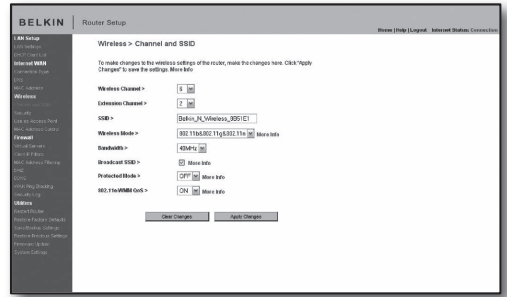 BELKIN Router Setup
Home | Help | Logout Internet Status: Connection
LAN Setup
LAN Settings
DHCP Client List
Internet WAN
Connection Type
DNS
MAC Address
Wireless
Channel and SSID
Security
Use as Access Point
MAC Address Control
Firewall
Virtual Servers
Client IP Filters
MAC Address Filtering
DMZ
DDNS
WAN Ping Blocking
Security Log
Utilities
Restart Router
Restore Factory Defaults
Save/Backup Settings
Restore Previous Settings
Firmware Update
System Settings
Wireless > Channel and SSID
To make changes to the wireless settings of the router, make the changes here. Click "Apply
Changes" to save the settings. More Info
Wireless Channel > 6
Extension Channel > 2
SSID > Belkin_N_Wireless_8B51E1
Wireless Mode > 802.11b&802.11g&802.11n More Info
Bandwidth > 40MHz
Broadcast SSID > More Info
Protected Mode > OFF More Info
802.11e/WMM QoS > ON More Info
Clear Changes Apply Changes